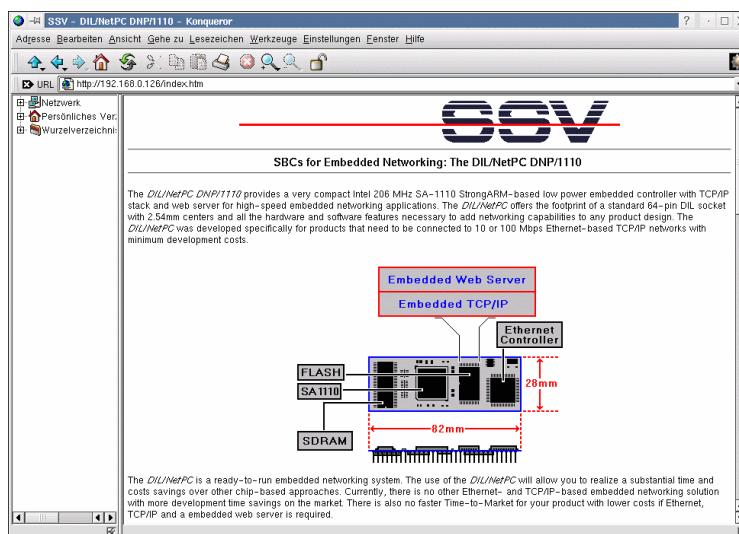 SSV - DIL/NetPC DNP/1110 - Konqueror
Adresse Bearbeiten Ansicht Gehe zu Lesezeichen Werkzeuge Einstellungen Fenster Hilfe
URL http://192.168.0.126/index.htm
Netzwerk
Persönliches Ver
Wurzelverzeichni
SSV
SBCs for Embedded Networking: The DIL/NetPC DNP/1110
The DIL/NetPC DNP/1110 provides a very compact Intel 206 MHz SA-1110 StrongARM-based low power embedded controller with TCP/IP
stack and web server for high-speed embedded networking applications. The DIL/NetPC offers the footprint of a standard 64-pin DIL socket
with 2.54mm centers and all the hardware and software features necessary to add networking capabilities to any product design. The
DIL/NetPC was developed specifically for products that need to be connected to 10 or 100 Mbps Ethernet-based TCP/IP networks with
minimum development costs.
Embedded Web Server
Embedded TCP/IP
Ethernet
Controller
FLASH
SA1110
SDRAM
28mm
82mm
The DIL/NetPC is a ready-to-run embedded networking system. The use of the DIL/NetPC will allow you to realize a substantial time and
costs savings over other chip-based approaches. Currently, there is no other Ethernet- and TCP/IP-based embedded networking solution
with more development time savings on the market. There is also no faster Time-to-Market for your product with lower costs if Ethernet,
TCP/IP and a embedded web server is required.